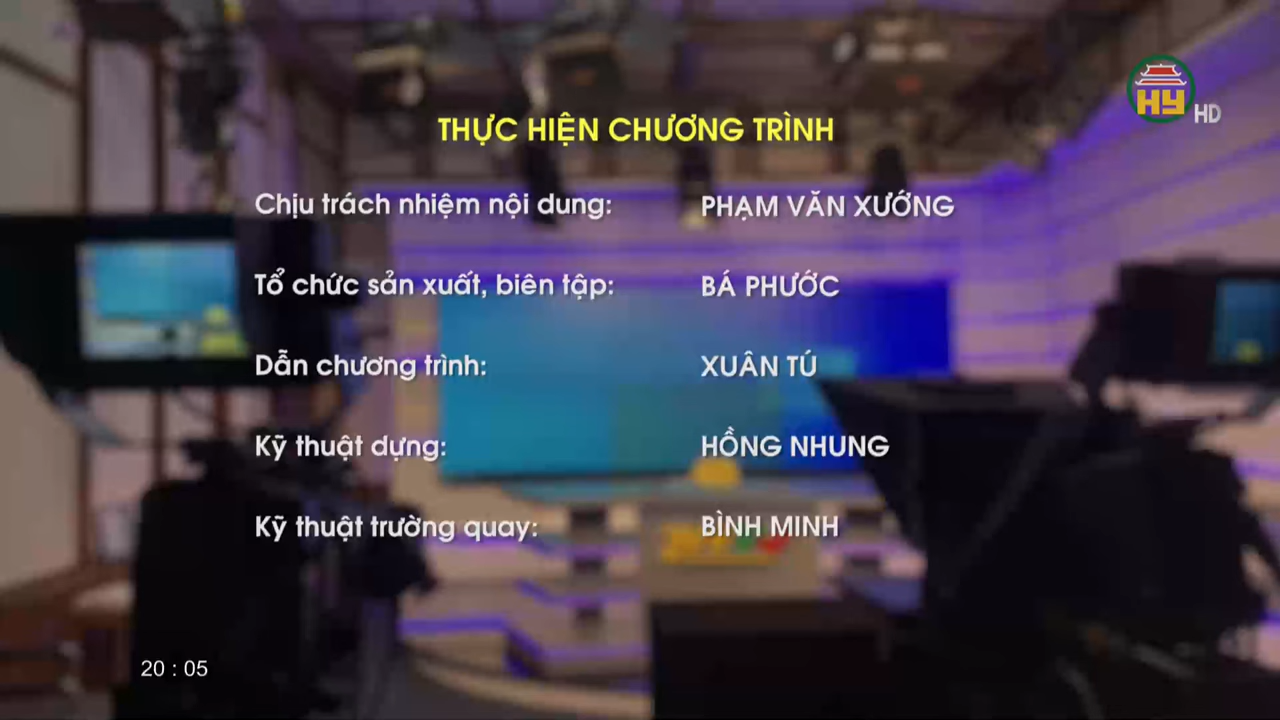 HY HD
THỰC HIỆN CHƯƠNG TRÌNH
Chịu trách nhiệm nội dung: PHẠM VĂN XƯỚNG
Tổ chức sản xuất, biên tập: BÁ PHƯỚC
Dẫn chương trình: XUÂN TÚ
Kỹ thuật dựng: HỒNG NHUNG
Kỹ thuật trường quay: BÌNH MINH
20 : 05